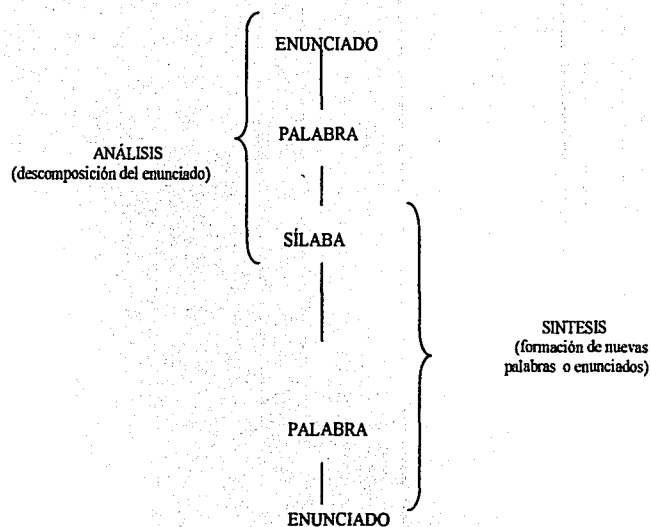 ENUNCIADO
PALABRA
ANÁLISIS
(descomposición del enunciado)
SÍLABA
SINTESIS
(formación de nuevas
palabras o enunciados)
PALABRA
ENUNCIADO